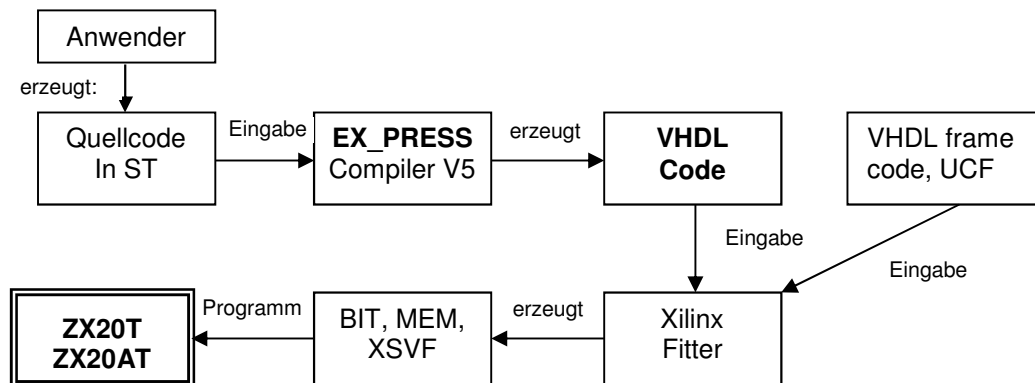 Anwender
erzeugt:
Quellcode
In ST
Eingabe
EX_PRESS
Compiler V5
erzeugt
VHDL
Code
VHDL frame
code, UCF
Eingabe
Eingabe
ZX20T
ZX20AT
Programm
BIT, MEM,
XSVF
erzeugt
Xilinx
Fitter